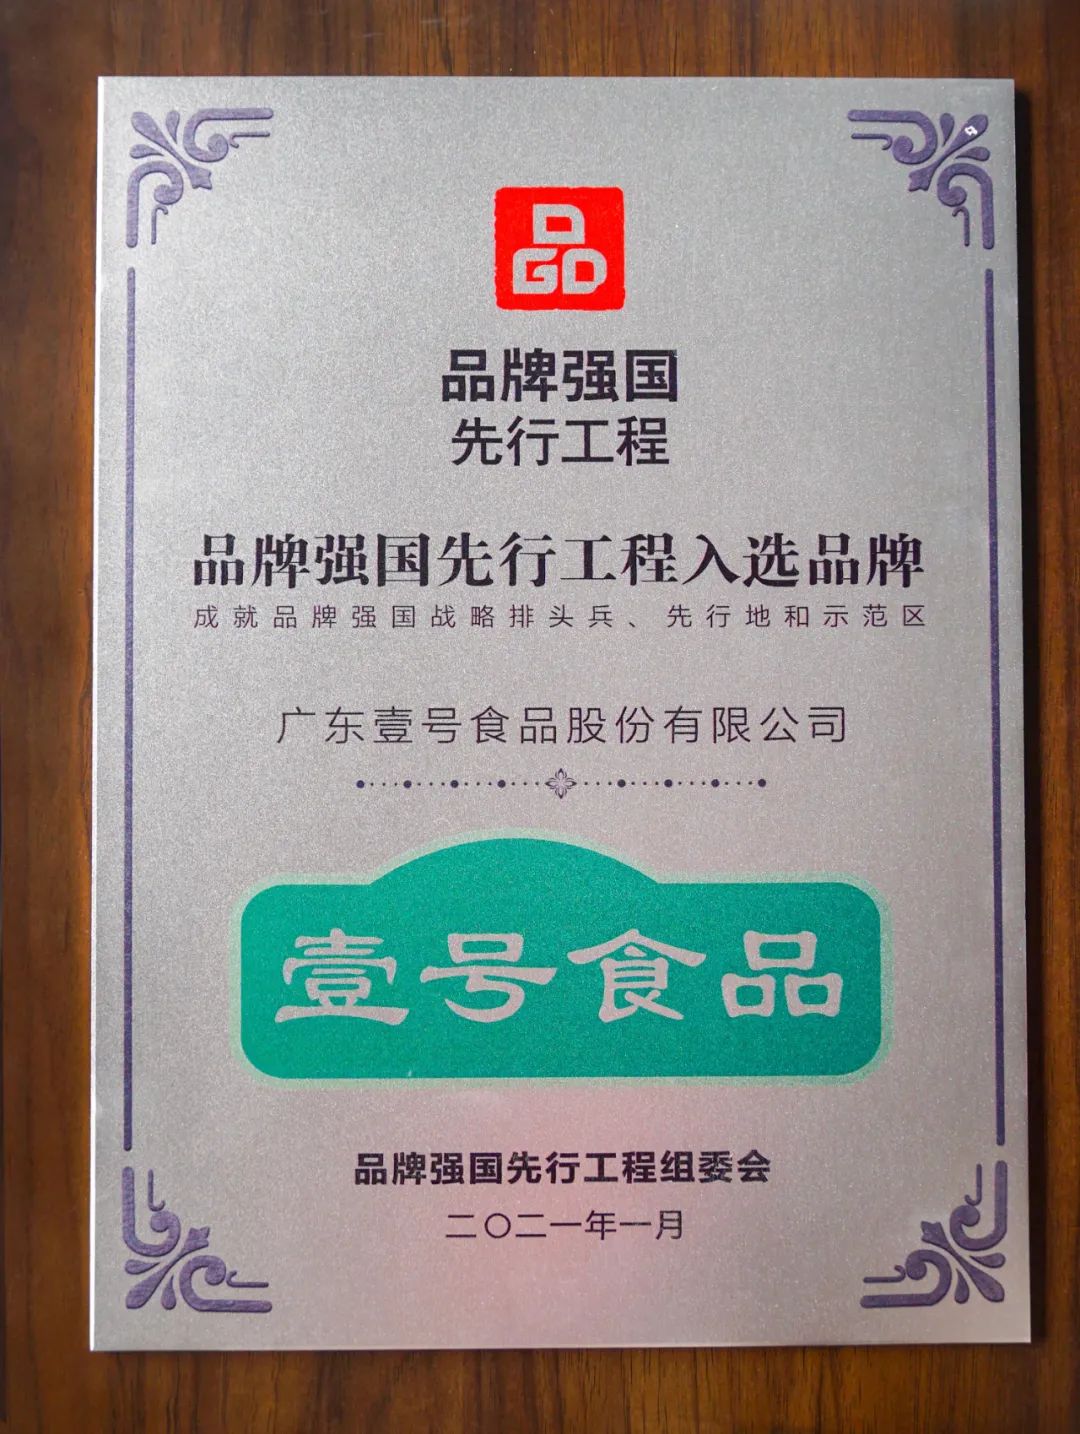 品牌强国
先行工程
品牌强国先行工程入选品牌
成就品牌强国战略排头兵、先行地和示范区
广东壹号食品股份有限公司
壹号食品
品牌强国先行工程组委会
二〇二一年一月